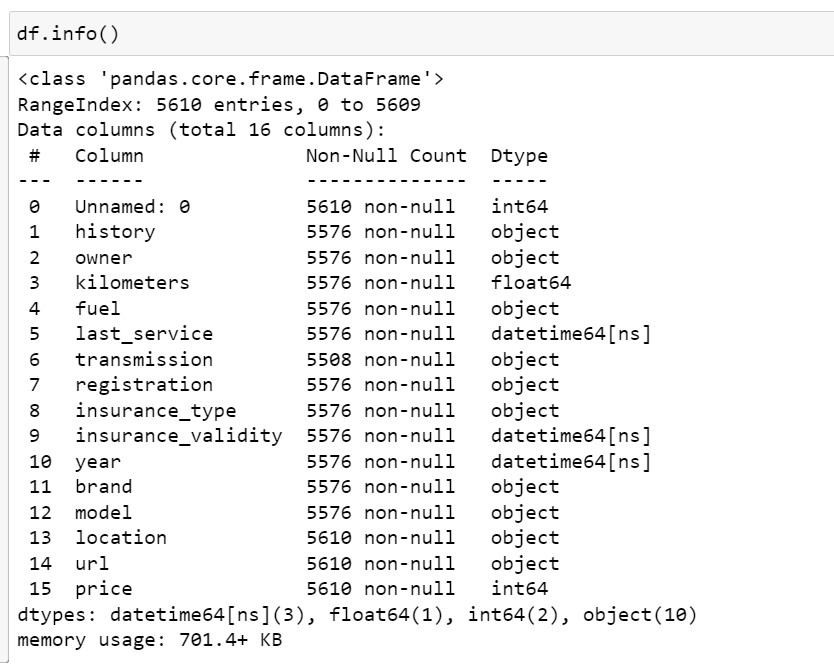 df.info()
<class 'pandas.core.frame.DataFrame'>
RangeIndex: 5610 entries, 0 to 5609
Data columns (total 16 columns):
 #   Column              Non-Null Count  Dtype
---  ------              --------------  -----
 0   Unnamed: 0          5610 non-null   int64
 1   history             5576 non-null   object
 2   owner               5576 non-null   object
 3   kilometers          5576 non-null   float64
 4   fuel                5576 non-null   object
 5   last_service        5576 non-null   datetime64[ns]
 6   transmission        5508 non-null   object
 7   registration        5576 non-null   object
 8   insurance_type      5576 non-null   object
 9   insurance_validity  5576 non-null   datetime64[ns]
 10  year                5576 non-null   datetime64[ns]
 11  brand               5576 non-null   object
 12  model               5576 non-null   object
 13  location            5610 non-null   object
 14  url                 5610 non-null   object
 15  price               5610 non-null   int64
dtypes: datetime64[ns](3), float64(1), int64(2), object(10)
memory usage: 701.4+ KB